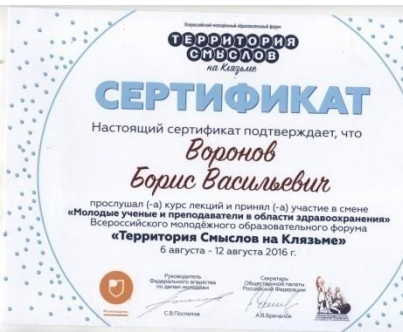 Всероссийский молодёжный образовательный форум
ТЕРРИТОРИЯ
СМЫСЛОВ
на Клязьме
СЕРТИФИКАТ
Настоящий сертификат подтверждает, что
Воронов
Борис Васильевич
прослушал (-а) курс лекций и принял (-а) участие в смене
«Молодые ученые и преподаватели в области здравоохранения»
Всероссийского молодёжного образовательного форума
«Территория Смыслов на Клязьме»
6 августа - 12 августа 2016 г.
Руководитель
Федерального агентства
по делам молодёжи
С.В.Поспелов
Секретарь
Общественной палаты
Российской Федерации
А.В.Бречалов